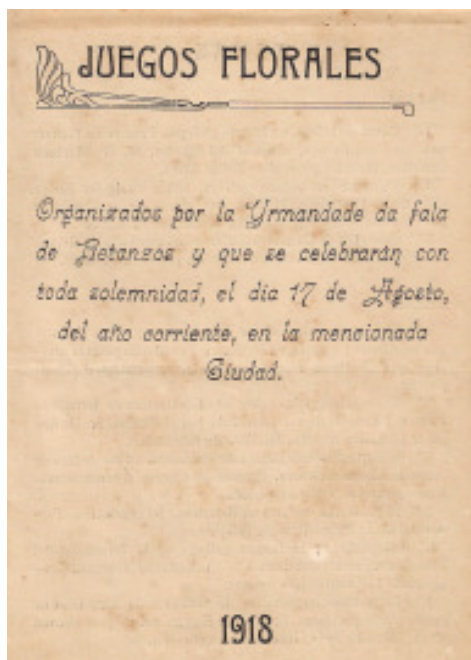 JUEGOS FLORALES
Organizados por la Yrmandade da fala
de Betanzos y que se celebrarán con
toda solemnidad, el día 17 de Agosto,
del año corriente, en la mencionada
Ciudad.
1918